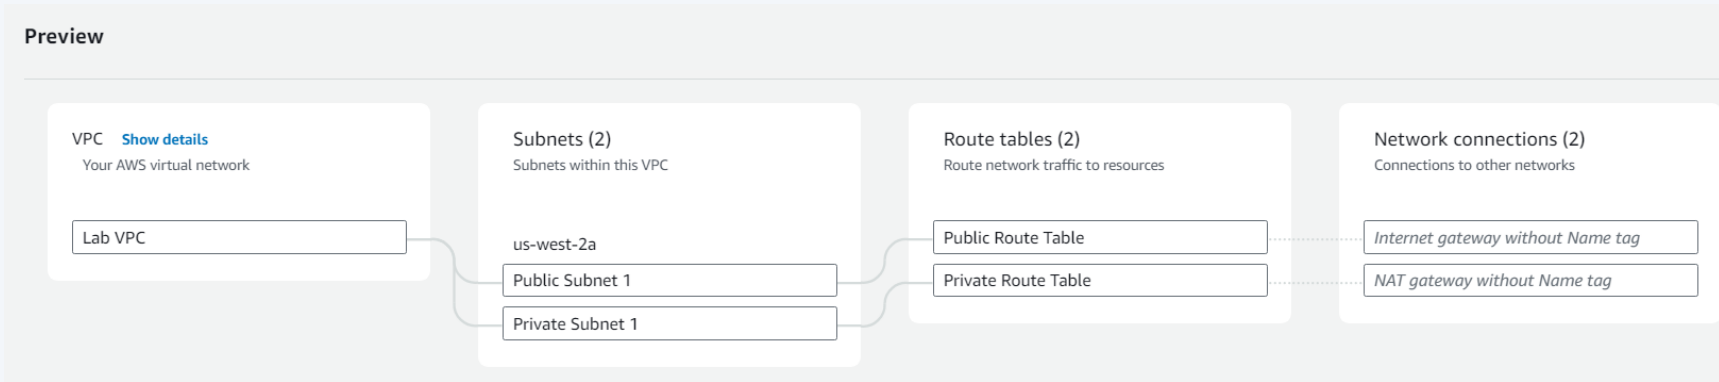 Preview
VPC Show details
Your AWS virtual network
Lab VPC
Subnets (2)
Subnets within this VPC
us-west-2a
Public Subnet 1
Private Subnet 1
Route tables (2)
Route network traffic to resources
Public Route Table
Private Route Table
Network connections (2)
Connections to other networks
Internet gateway without Name tag
NAT gateway without Name tag